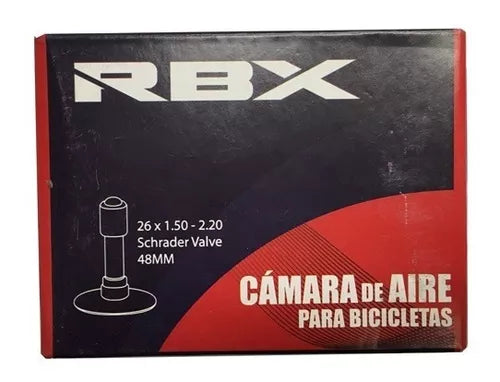 RBX
26 x 1.50 - 2.20
Schrader Valve
48MM
CÁMARA DE AIRE
PARA BICICLETAS